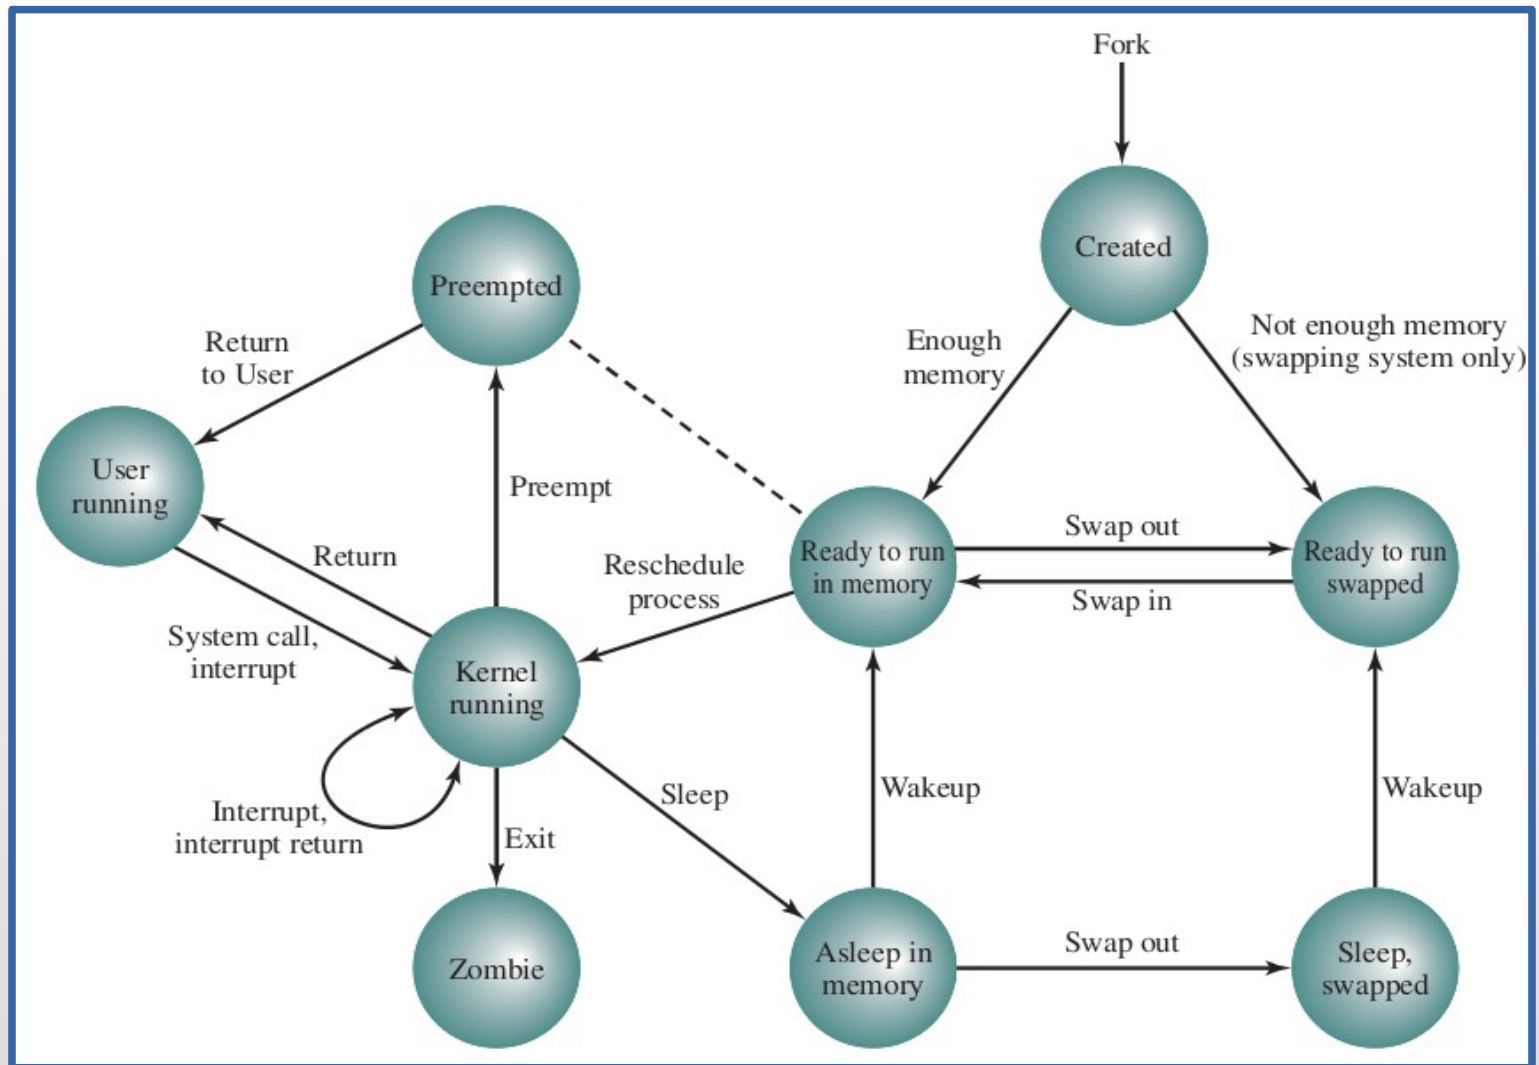 Fork
Created
Preempted
Not enough memory
(swapping system only)
Enough
memory
Return
to User
User
running
Preempt
Swap out
Ready to run
in memory
Ready to run
swapped
Return
Reschedule
process
Swap in
System call,
interrupt
Kernel
running
Wakeup
Wakeup
Sleep
Interrupt,
interrupt return
Exit
Swap out
Zombie
Asleep in
memory
Sleep,
swapped